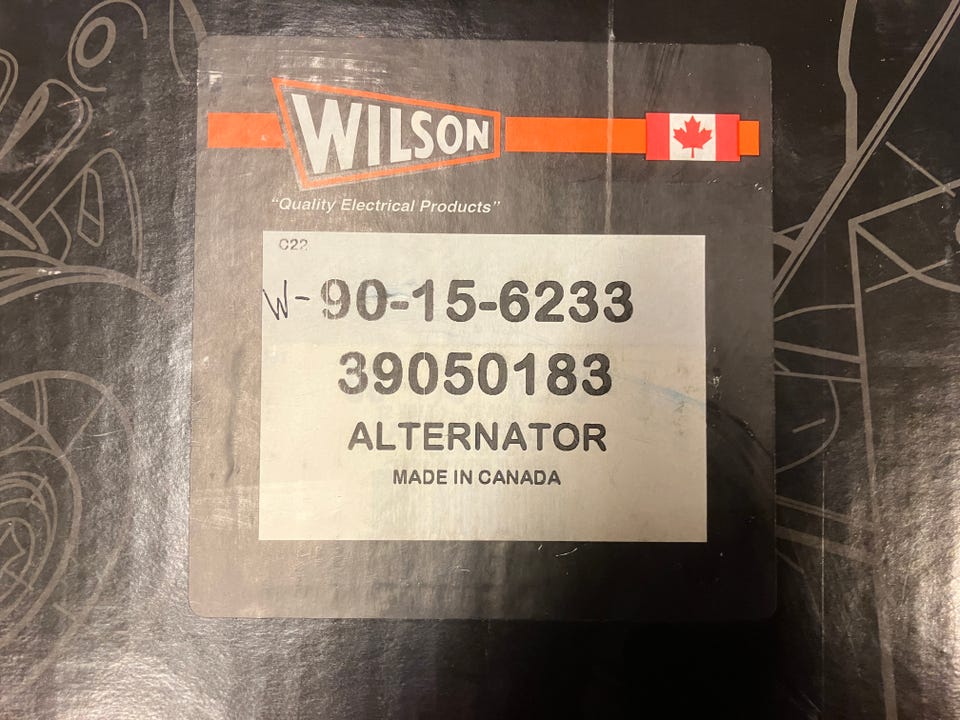 WILSON
"Quality Electrical Products"
C22
W-90-15-6233
39050183
ALTERNATOR
MADE IN CANADA